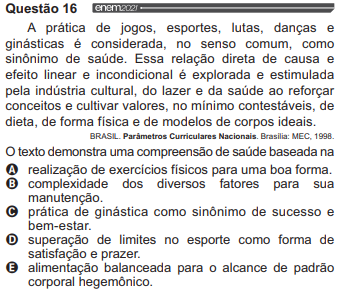 Questão 16 enem2021
A prática de jogos, esportes, lutas, danças e
ginásticas é considerada, no senso comum, como
sinônimo de saúde. Essa relação direta de causa e
efeito linear e incondicional é explorada e estimulada
pela indústria cultural, do lazer e da saúde ao reforçar
conceitos e cultivar valores, no mínimo contestáveis, de
dieta, de forma física e de modelos de corpos ideais.
BRASIL. Parâmetros Curriculares Nacionais. Brasília: MEC, 1998.
O texto demonstra uma compreensão de saúde baseada na
A realização de exercícios físicos para uma boa forma.
B complexidade dos diversos fatores para sua
manutenção.
C prática de ginástica como sinônimo de sucesso e
bem-estar.
D superação de limites no esporte como forma de
satisfação e prazer.
E alimentação balanceada para o alcance de padrão
corporal hegemônico.